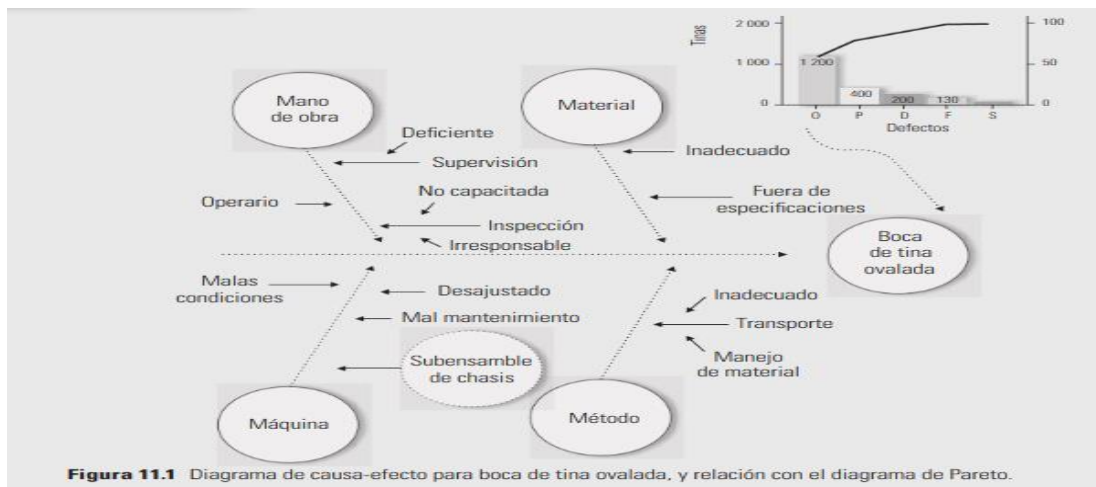 2 000
100
Tinas
1 000
1 200
50
400
200
130
0
0
O P D F S
Defectos
Mano
de obra
Material
Deficiente
Supervisión
Inadecuado
No capacitada
Operario
Fuera de
especificaciones
Inspección
Irresponsable
Boca
de tina
ovalada
Malas
condiciones
Desajustado
Inadecuado
Mal mantenimiento
Transporte
Subensamble
de chasis
Manejo
de material
Máquina
Método
Figura 11.1 Diagrama de causa-efecto para boca de tina ovalada, y relación con el diagrama de Pareto.